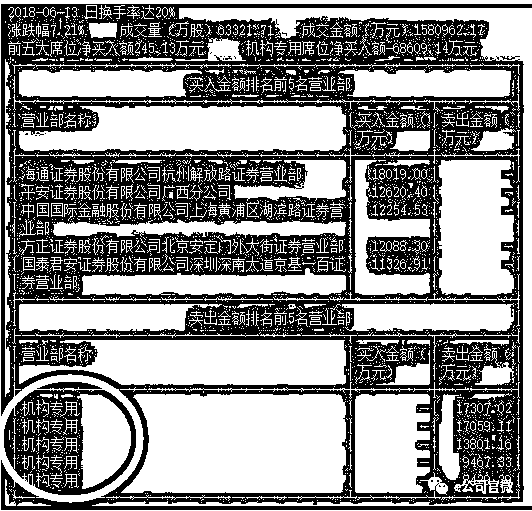 2018-06-13 日换手率达20%
涨跌幅7.21% 成交量(万股) 63321.71 成交金额(万元) 1580962.17
前五大席位净买入额245.13万元 机构专用席位净买入额-68609.14万元
买入金额排名前5名营业部
营业部名称 买入金额(万元) 卖出金额(万元)
海通证券股份有限公司杭州解放路证券营业部 18019.00 -
平安证券股份有限公司广西分公司 12620.40 -
中国国际金融股份有限公司上海黄浦区湖滨路证券营业部 12254.53 -
方正证券股份有限公司北京安定门外大街证券营业部 12088.30 -
国泰君安证券股份有限公司深圳深南大道京基一百证券营业部 11326.91 -
卖出金额排名前5名营业部
营业部名称 买入金额(万元) 卖出金额(万元)
机构专用 - 17307.02
机构专用 - 17059.11
机构专用 - 13801.16
机构专用 - 9467.33
机构专用 -
e公司官微